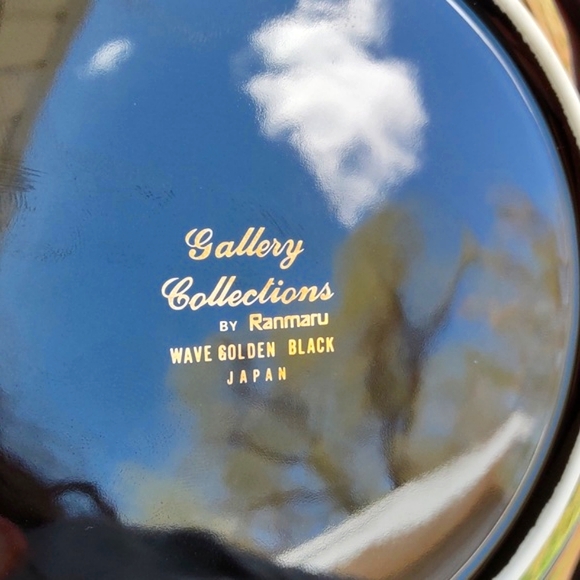 Gallery
Collections
BY Ranmaru
WAVE GOLDEN BLACK
JAPAN